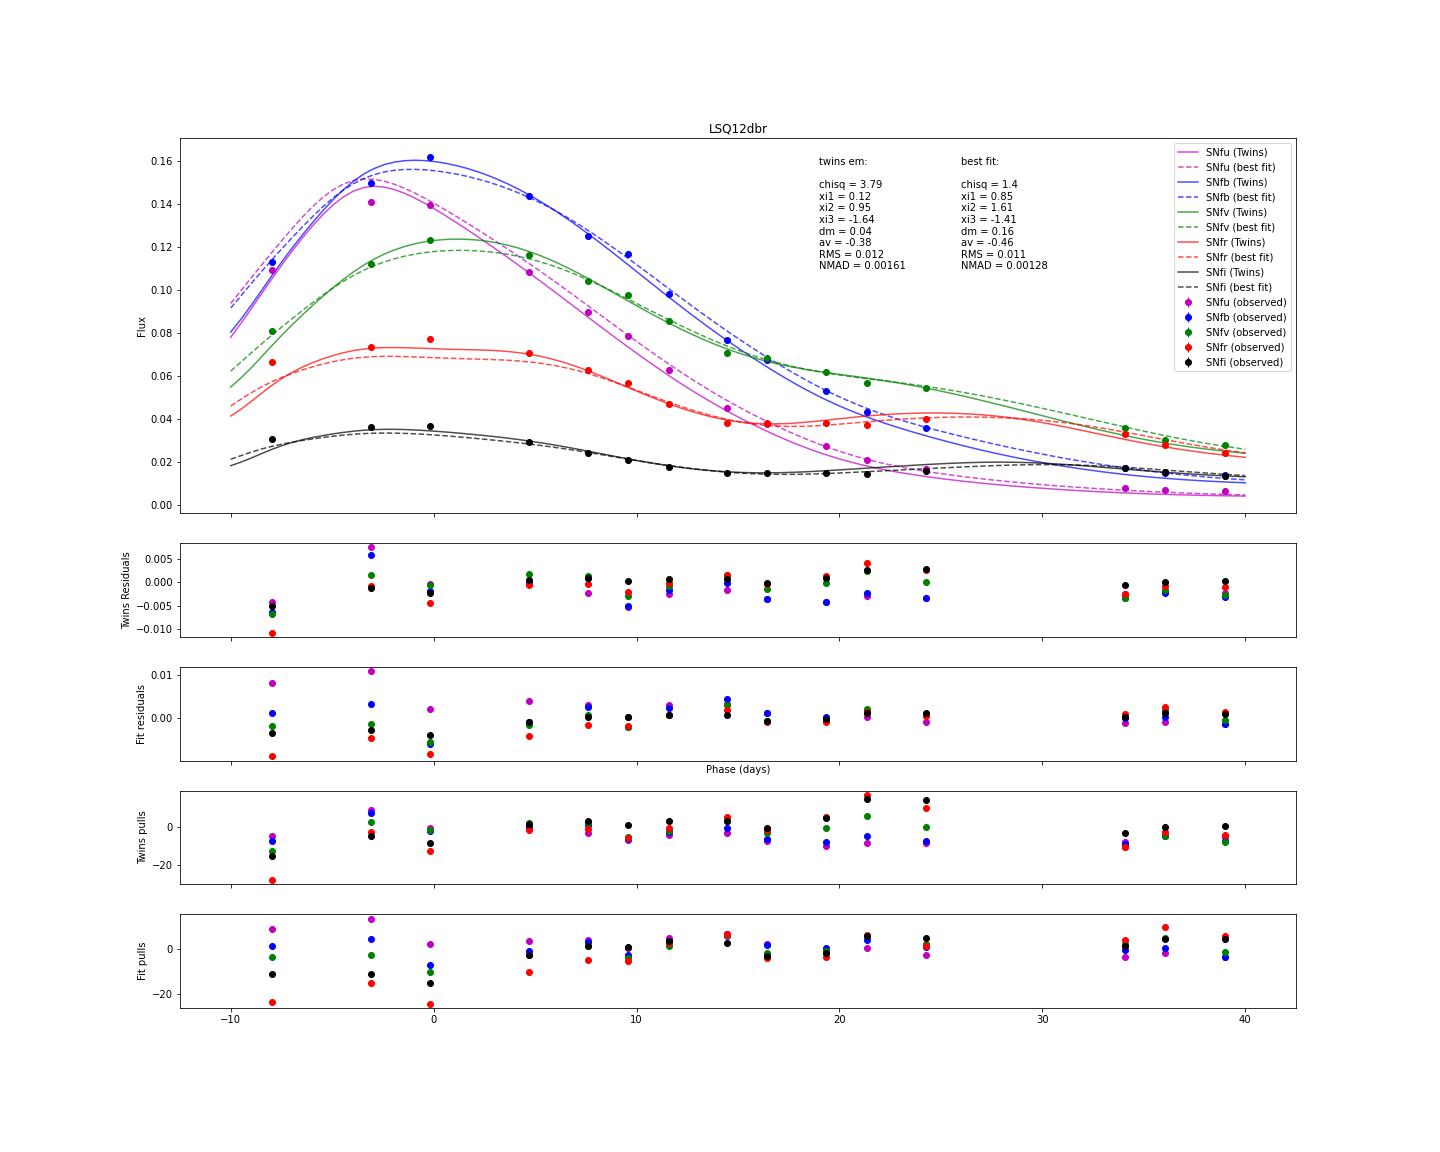 LSQ12dbr
0.16
0.14
0.12
0.10
0.08
0.06
0.04
0.02
0.00
Flux
twins em:
chisq = 3.79
xi1 = 0.12
xi2 = 0.95
xi3 = -1.64
dm = 0.04
av = -0.38
RMS = 0.012
NMAD = 0.00161
best fit:
chisq = 1.4
xi1 = 0.85
xi2 = 1.61
xi3 = -1.41
dm = 0.16
av = -0.46
RMS = 0.011
NMAD = 0.00128
SNfu (Twins)
SNfu (best fit)
SNfb (Twins)
SNfb (best fit)
SNfv (Twins)
SNfv (best fit)
SNfr (Twins)
SNfr (best fit)
SNfi (Twins)
SNfi (best fit)
SNfu (observed)
SNfb (observed)
SNfv (observed)
SNfr (observed)
SNfi (observed)
0.005
0.000
−0.005
−0.010
Twins Residuals
0.01
0.00
Fit residuals
Phase (days)
0
−20
Twins pulls
0
−20
Fit pulls
−10
0
10
20
30
40